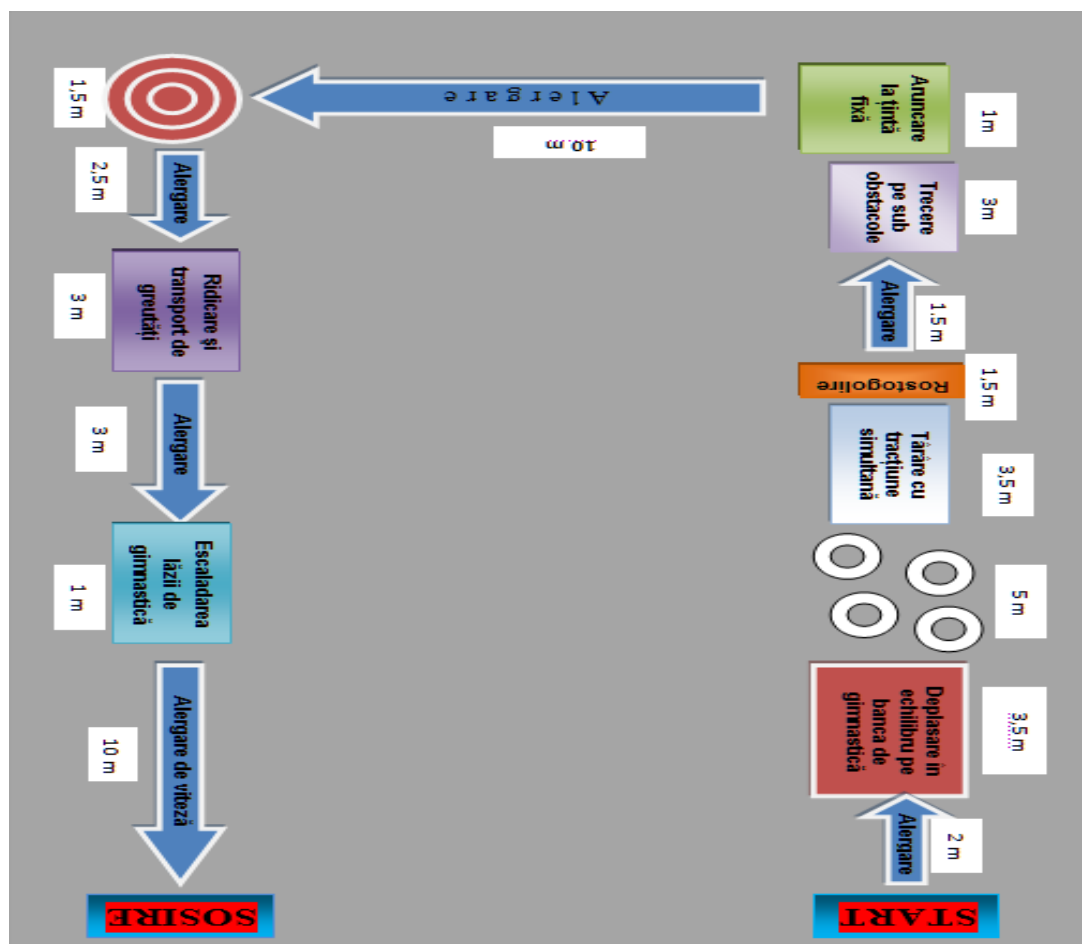 START
Alergare
2 m
Deplasare în
echilibru pe
banca de
gimnastică
3,5 m
5 m
Târâre cu
tracțiune
simultană
3,5 m
Rostogolire
1,5 m
Alergare
1.5 m
Trecere
pe sub
obstacole
3m
Aruncare
la țintă
fixă
1m
Alergare
10 m
1,5 m
Alergare
2,5 m
Ridicare şi
transport de
greutăți
3 m
Alergare
3 m
Escaladarea
lăzii de
gimnastică
1 m
Alergare de viteză
10 m
SOSIRE